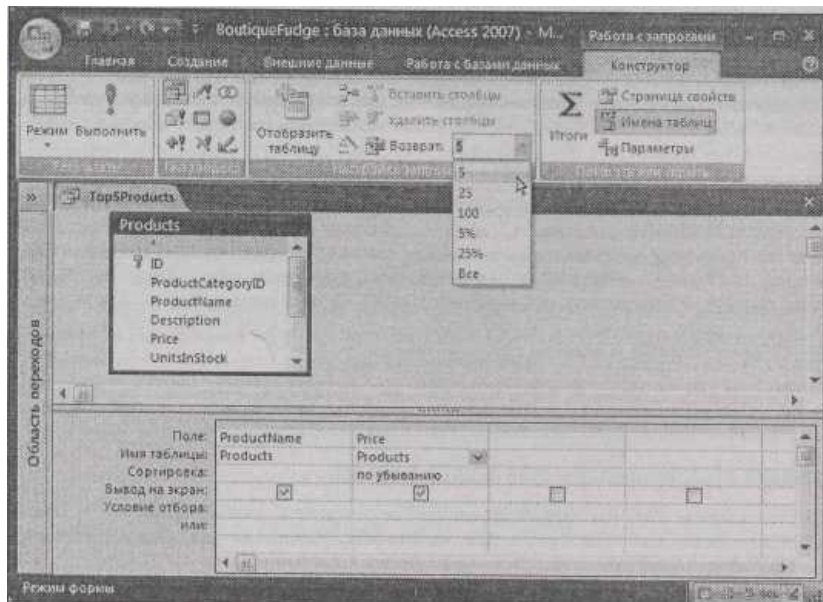 BoutiqueFudge : база данных (Access 2007) - M...
Работа с запросами
Главная
Создание
Внешние данные
Работа с базами данных
Конструктор
Режим
Выполнить
Отобразить таблицу
Вставить столбцы
Удалить столбцы
Возврат: 5
Итоги
Страница свойств
Имена таблиц
Параметры
5
25
100
5%
25%
Все
Top5Products
Products
*
ID
ProductCategoryID
ProductName
Description
Price
UnitsInStock
Область переходов
Поле: ProductName Price
Имя таблицы: Products Products
Сортировка: по убыванию
Вывод на экран:
Условие отбора:
или:
Режим формы